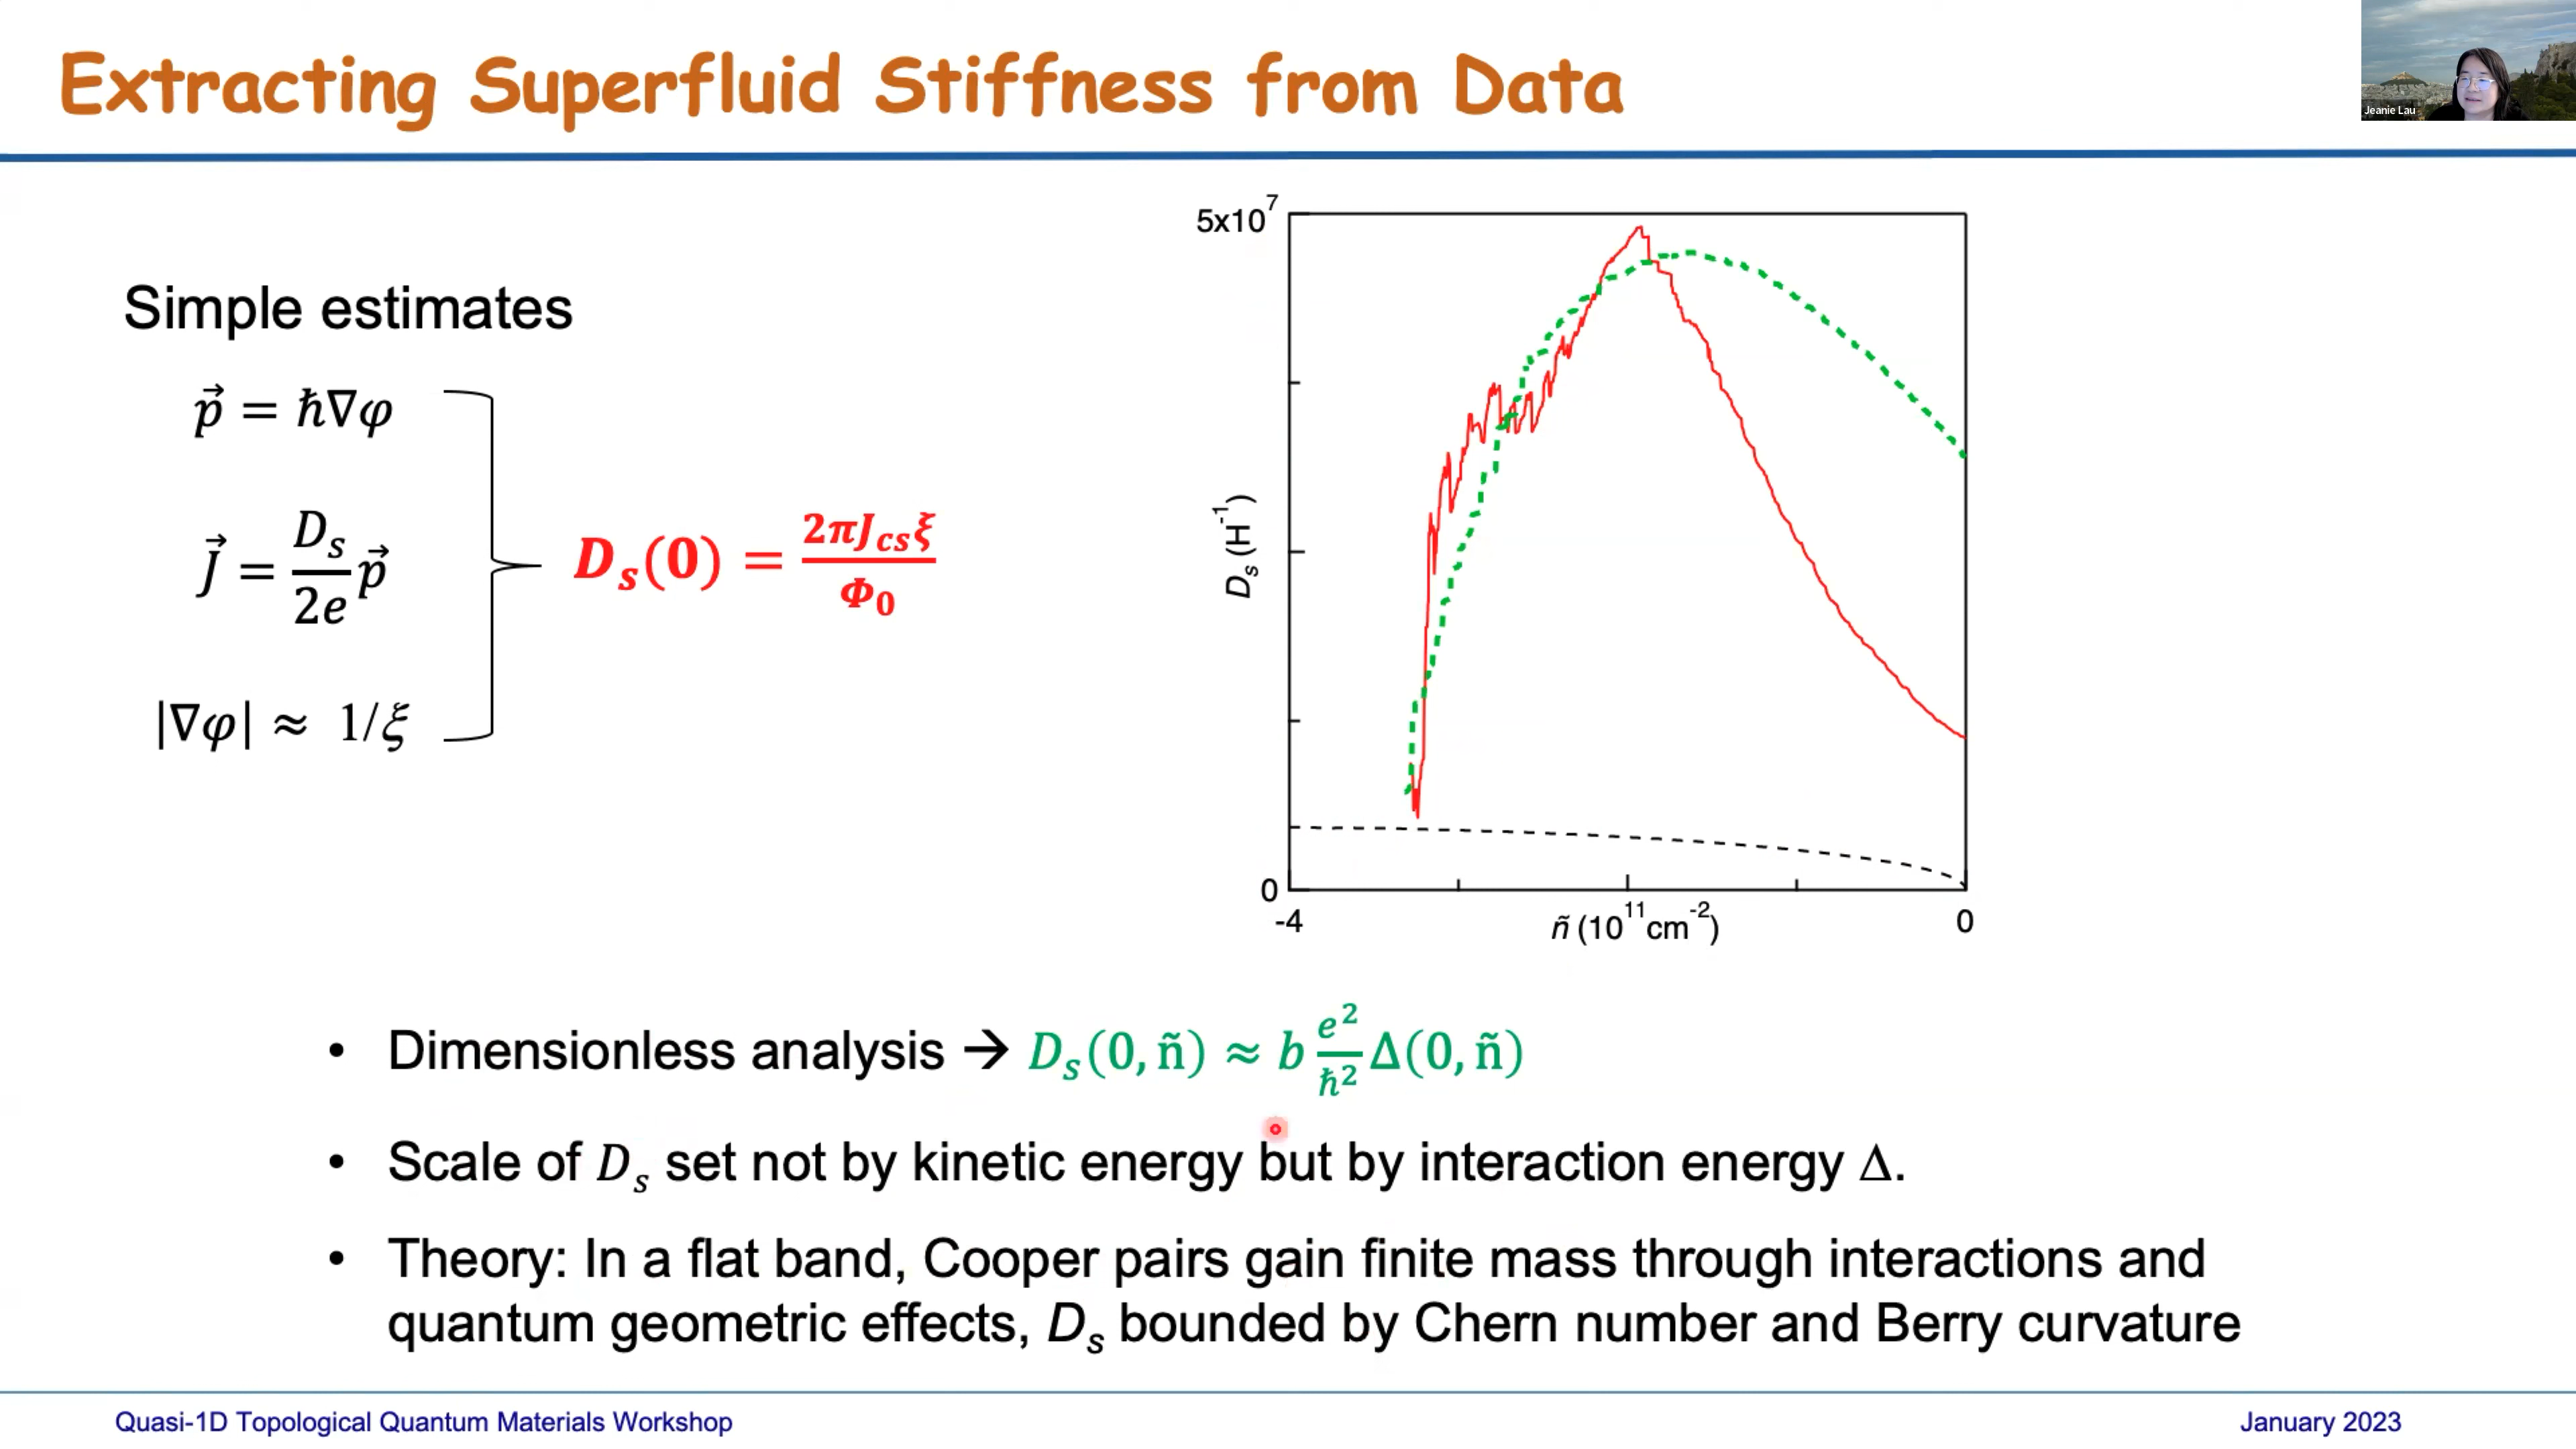 Extracting Superfluid Stiffness from Data
Jeanie Lau
Simple estimates
p⃗ = ħ∇φ
J⃗ = D_s/2e p⃗
|∇φ| ≈ 1/ξ
D_s(0) = 2πJ_csξ/Φ_0
5x10^7
D_s (H^-1)
0
-4
ñ (10^11 cm^-2)
0
• Dimensionless analysis → D_s(0, ñ) ≈ b e^2/ħ^2 Δ(0, ñ)
• Scale of D_s set not by kinetic energy but by interaction energy Δ.
• Theory: In a flat band, Cooper pairs gain finite mass through interactions and
quantum geometric effects, D_s bounded by Chern number and Berry curvature
Quasi-1D Topological Quantum Materials Workshop
January 2023